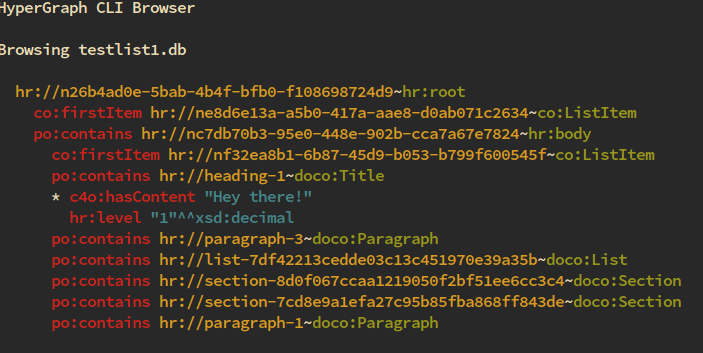 HyperGraph CLI Browser
Browsing testlist1.db
hr://n26b4ad0e-5bab-4b4f-bfb0-f108698724d9~hr:root
co:firstItem hr://ne8d6e13a-a5b0-417a-aae8-d0ab071c2634~co:ListItem
po:contains hr://nc7db70b3-95e0-448e-902b-cca7a67e7824~hr:body
co:firstItem hr://nf32ea8b1-6b87-45d9-b053-b799f600545f~co:ListItem
po:contains hr://heading-1~doco:Title
* c4o:hasContent "Hey there!"
hr:level "1"^^xsd:decimal
po:contains hr://paragraph-3~doco:Paragraph
po:contains hr://list-7df42213cedde03c13c451970e39a35b~doco:List
po:contains hr://section-8d0f067ccaa1219050f2bf51ee6cc3c4~doco:Section
po:contains hr://section-7cd8e9a1efa27c95b85fba868ff843de~doco:Section
po:contains hr://paragraph-1~doco:Paragraph